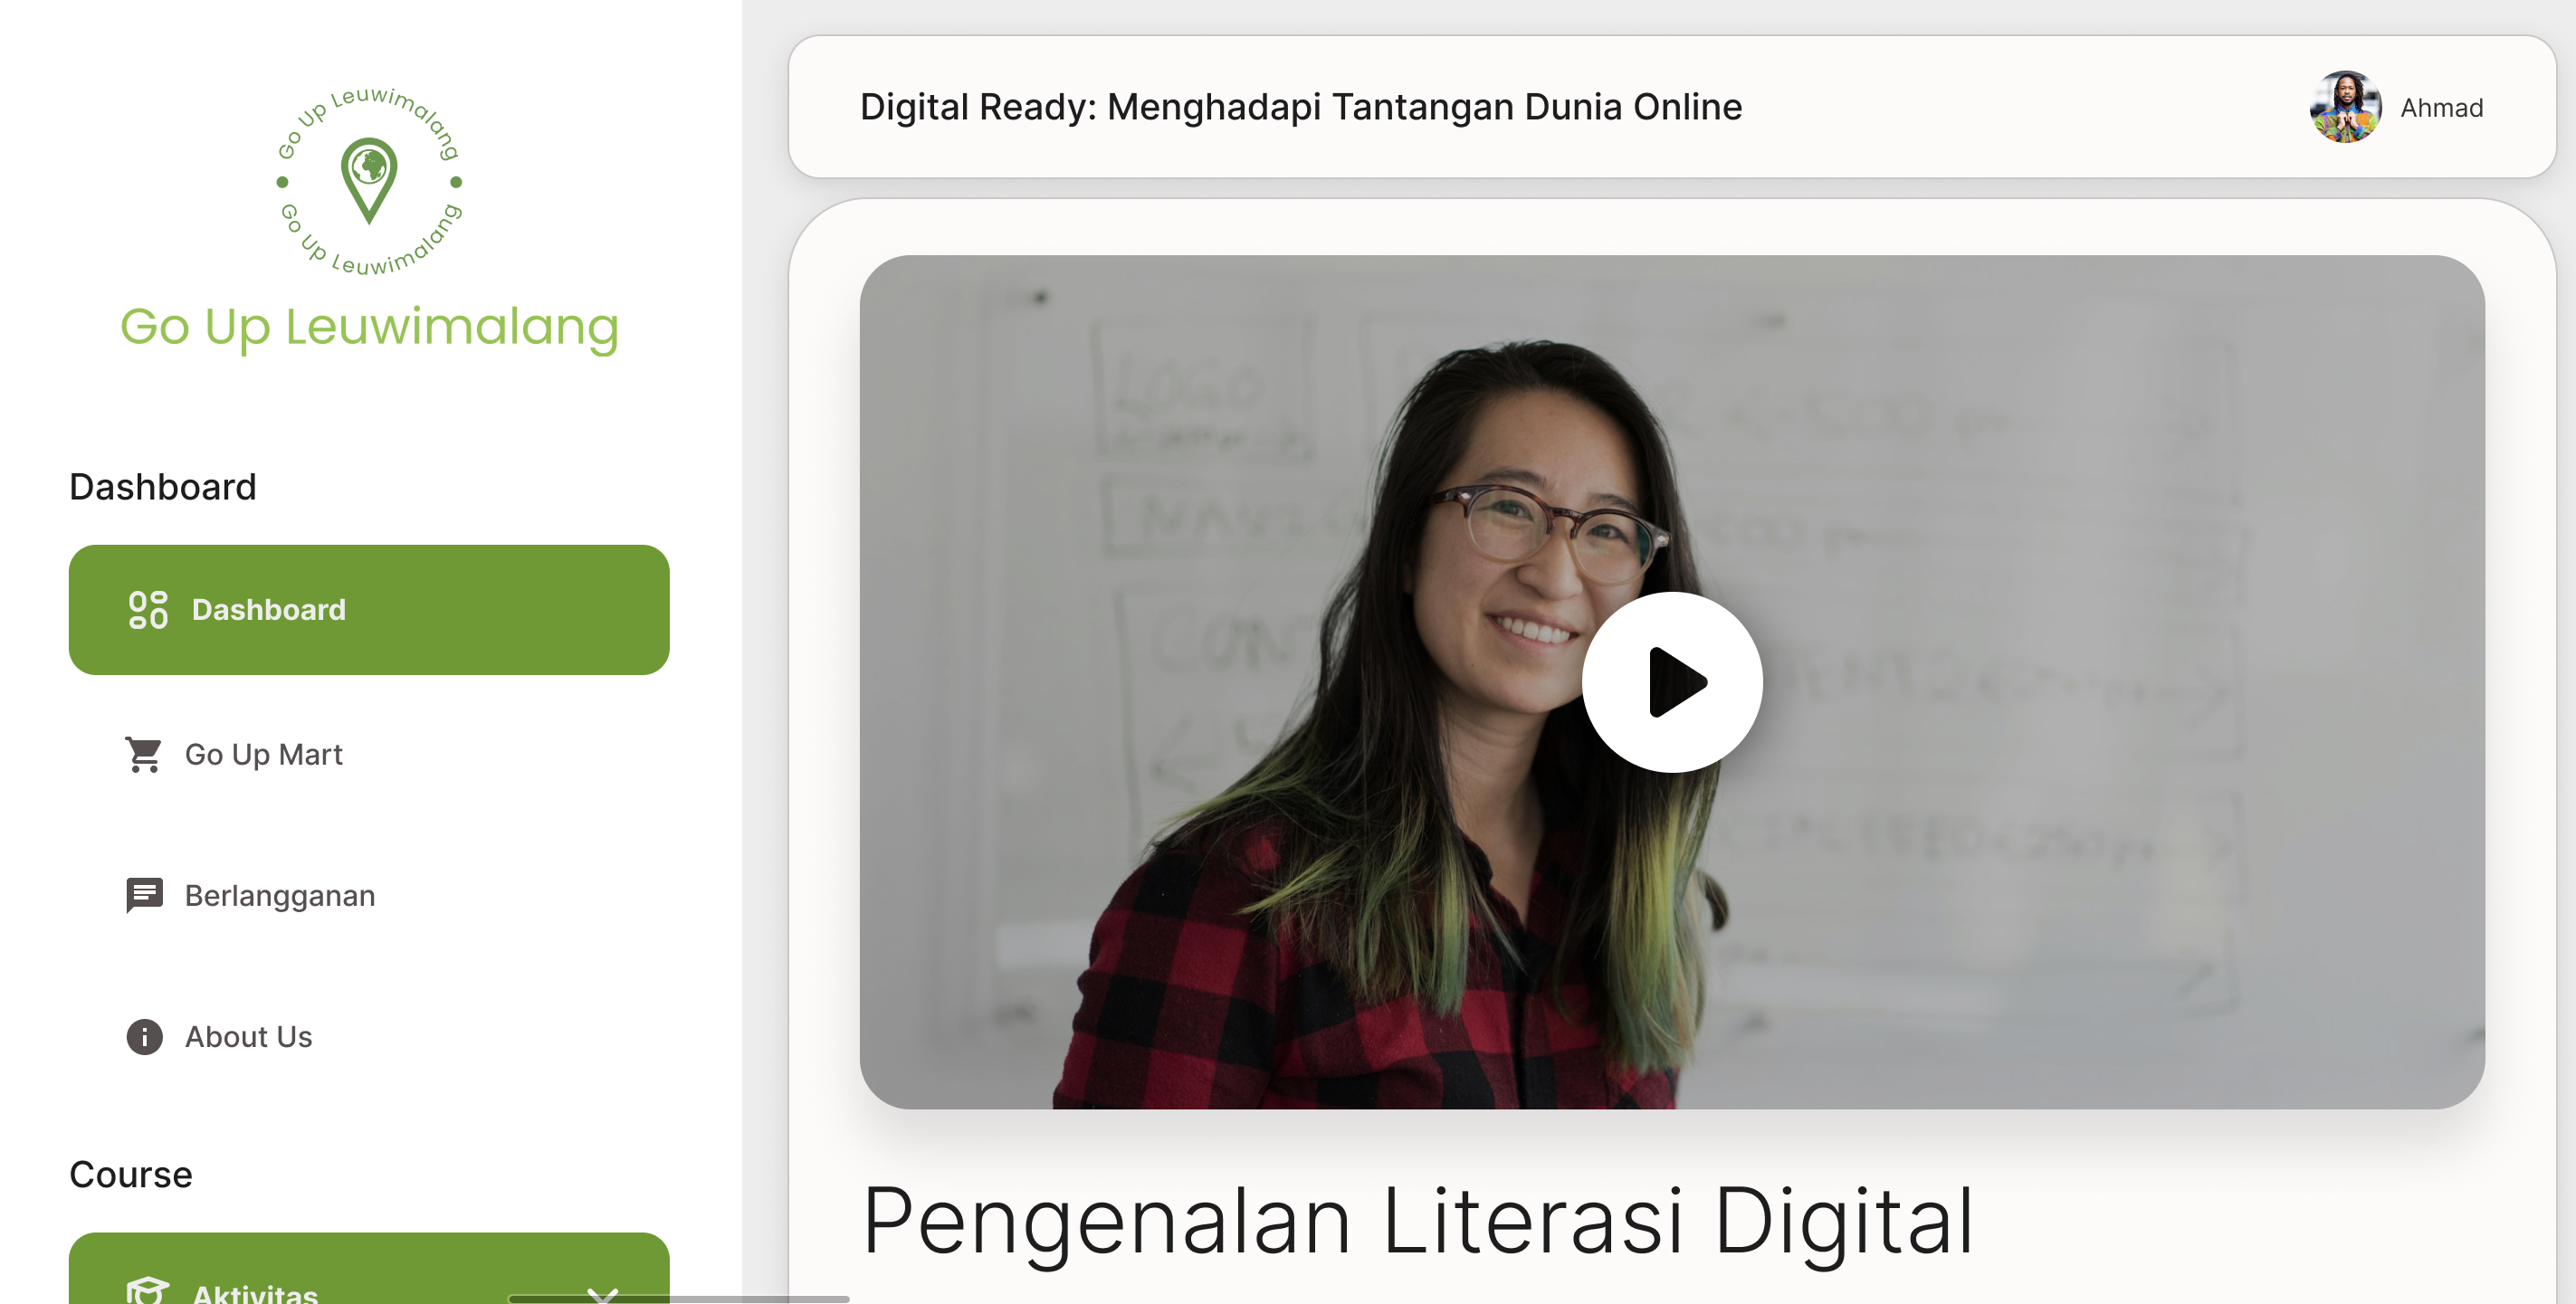 Go Up Leuwimalang
Go Up Leuwimalang
Go Up Leuwimalang
Dashboard
Dashboard
Go Up Mart
Berlangganan
About Us
Course
Aktivitas
Digital Ready: Menghadapi Tantangan Dunia Online
Ahmad
LOGO
Pengenalan Literasi Digital